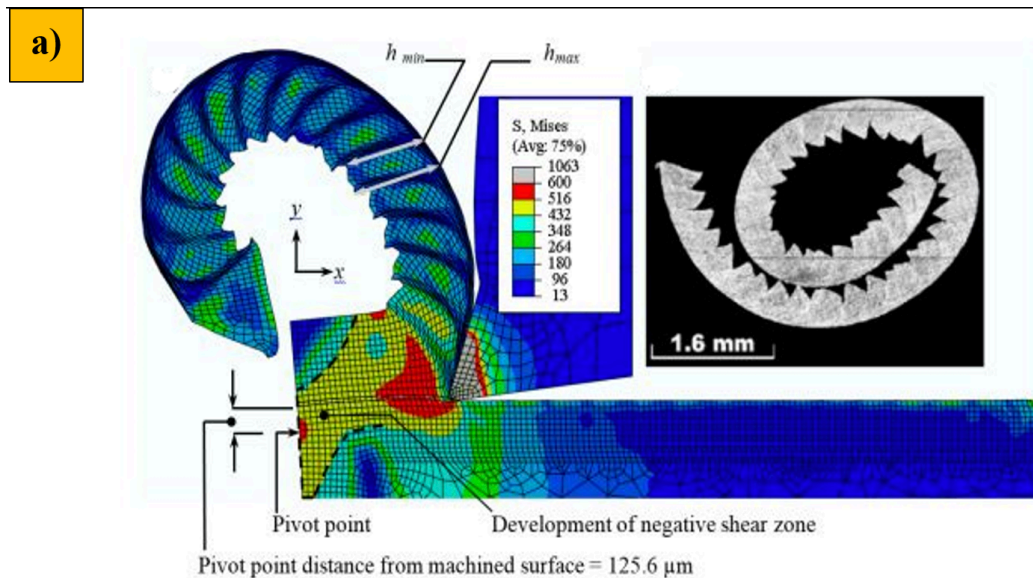 a)
h min
hmax
S, Mises
(Avg: 75%)
1063
600
516
432
348
264
180
96
13
y
x
1.6 mm
Pivot point
Development of negative shear zone
Pivot point distance from machined surface = 125.6 µm